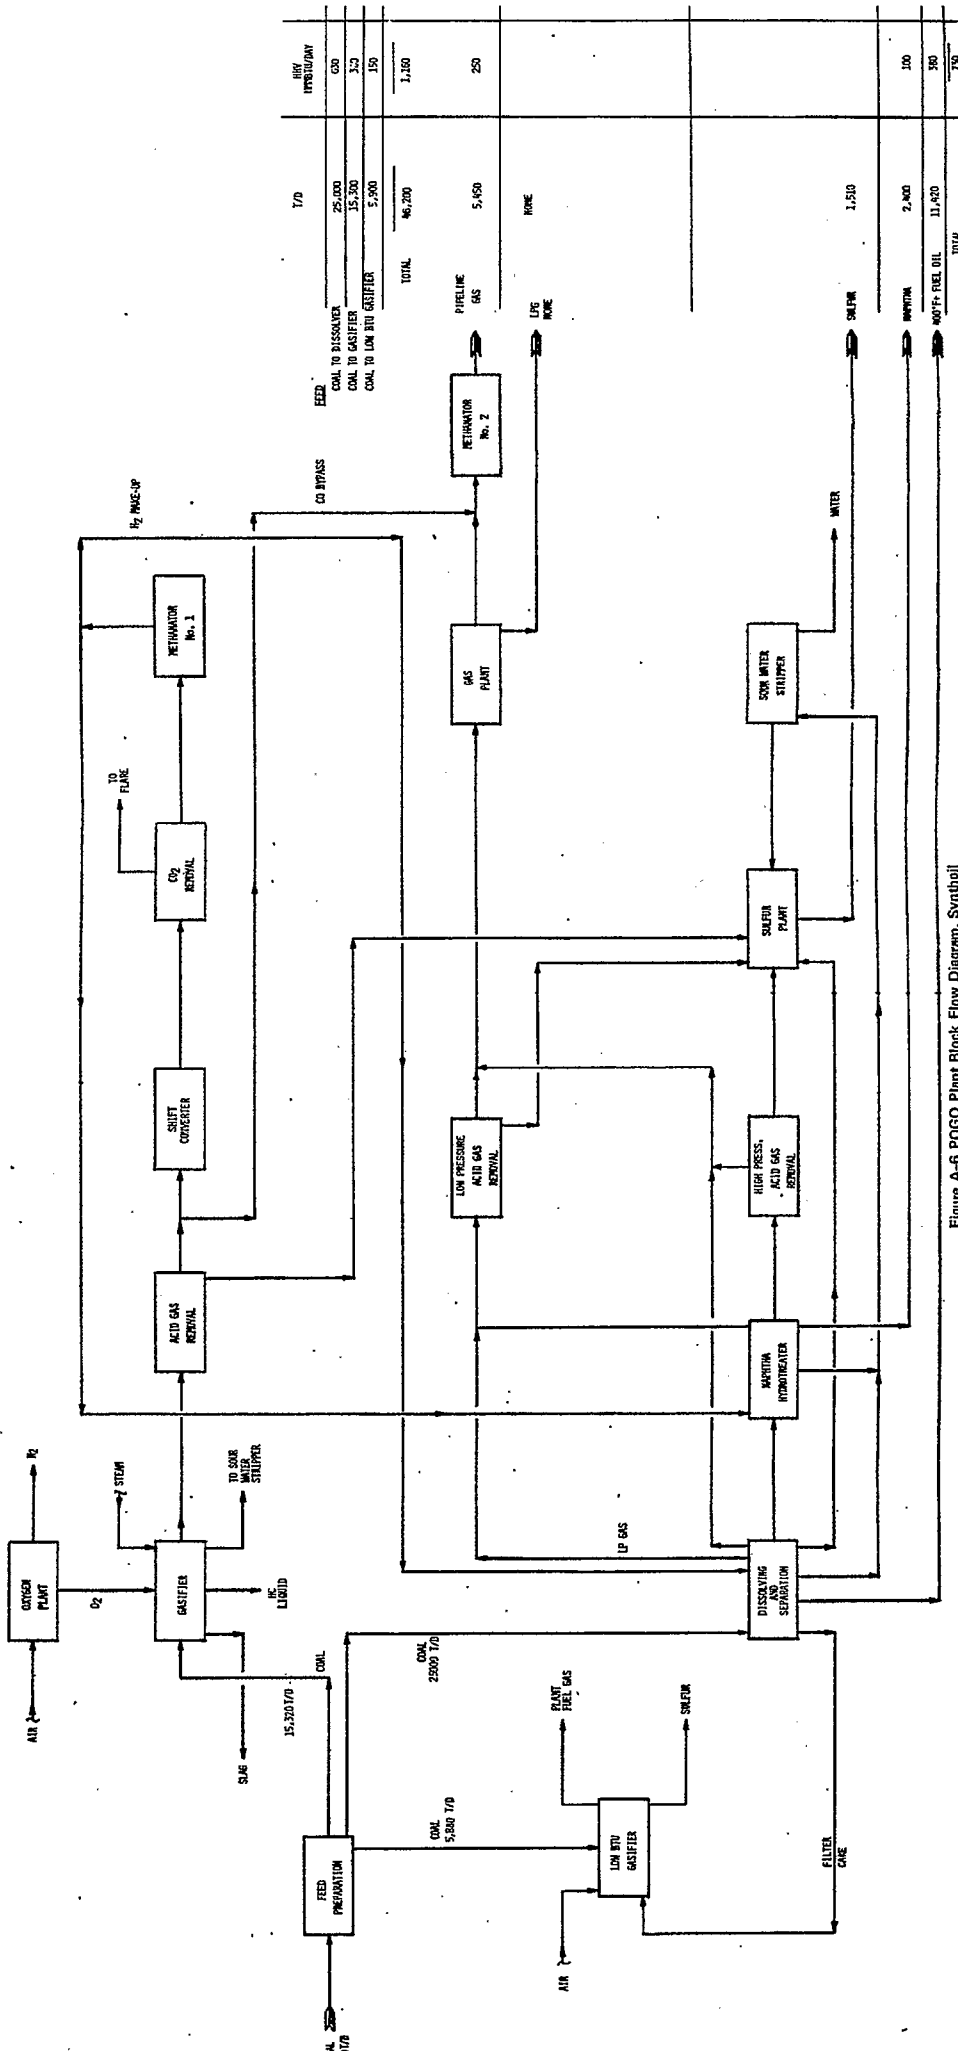 HHV
MMMBTU/DAY
T/D
FEED
COAL TO DISSOLVER 25,000 630
COAL TO GASIFIER 15,300
COAL TO LOW BTU GASIFIER 5,900 150
TOTAL 46,200 1,160
PIPELINE
GAS
5,450 250
LPG
NONE
NONE
SULFUR 1,510
NAPHTHA 2,400 100
400°F+ FUEL OIL 11,420 380
TOTAL 730
OXYGEN
PLANT
N2
AIR
O2
STEAM
GASIFIER
TO SOUR
WATER
STRIPPER
HC
LIQUID
SLAG
COAL
15,320 T/D
ACID GAS
REMOVAL
SHIFT
CONVERTER
CO2
REMOVAL
TO
FLARE
METHANATOR
No. 1
H2 MAKE-UP
CO BYPASS
METHANATOR
No. 2
GAS
PLANT
LOW PRESSURE
ACID GAS
REMOVAL
LP GAS
FEED
PREPARATION
T/D
COAL
25000 T/D
COAL
5,880 T/D
PLANT
FUEL GAS
SULFUR
LOW BTU
GASIFIER
AIR
FILTER
CAKE
DISSOLVING
AND
SEPARATION
NAPHTHA
HYDROTREATER
HIGH PRESS.
ACID GAS
REMOVAL
SULFUR
PLANT
SOUR WATER
STRIPPER
WATER
Figure A-6 POGO Plant Block Flow Diagram, Synthoil